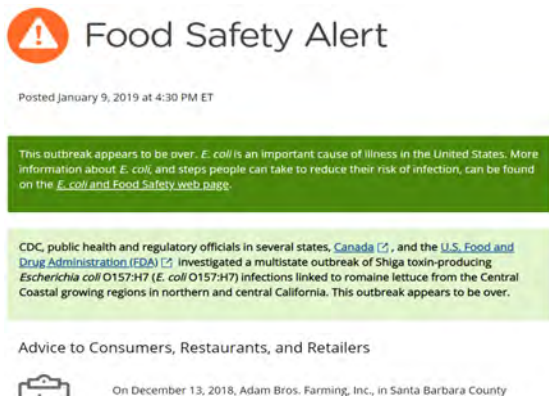 Food Safety Alert
Posted January 9, 2019 at 4:30 PM ET
This outbreak appears to be over. E. coli is an important cause of illness in the United States. More
information about E. coli, and steps people can take to reduce their risk of infection, can be found
on the E. coli and Food Safety web page.
CDC, public health and regulatory officials in several states, Canada, and the U.S. Food and
Drug Administration (FDA) investigated a multistate outbreak of Shiga toxin-producing
Escherichia coli O157:H7 (E. coli O157:H7) infections linked to romaine lettuce from the Central
Coastal growing regions in northern and central California. This outbreak appears to be over.
Advice to Consumers, Restaurants, and Retailers
On December 13, 2018, Adam Bros. Farming, Inc., in Santa Barbara County